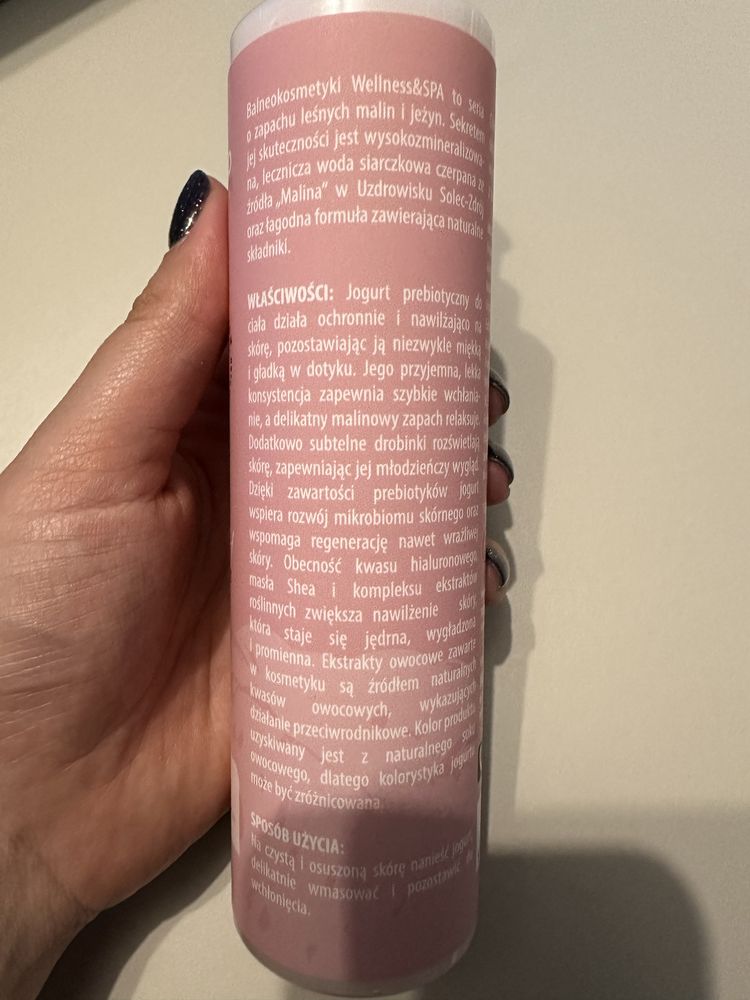 Balneokosmetyki Wellness&SPA to seria
o zapachu leśnych malin i jeżyn. Sekretem
jej skuteczności jest wysokozmineralizowa-
na, lecznicza woda siarczkowa czerpana ze
źródła „Malina” w Uzdrowisku Solec-Zdrój
oraz łagodna formuła zawierająca naturalne
składniki.
WŁAŚCIWOŚCI: Jogurt prebiotyczny do
ciała działa ochronnie i nawilżająco na
skórę, pozostawiając ją niezwykle miękką
i gładką w dotyku. Jego przyjemna, lekka
konsystencja zapewnia szybkie wchłania-
nie, a delikatny malinowy zapach relaksuje.
Dodatkowo subtelne drobinki rozświetlają
skórę, zapewniając jej młodzieńczy wygląd.
Dzięki zawartości prebiotyków jogurt
wspiera rozwój mikrobiomu skórnego oraz
wspomaga regenerację nawet wrażliwej
skóry. Obecność kwasu hialuronowego,
masła Shea i kompleksu ekstraktów
roślinnych zwiększa nawilżenie skóry,
która staje się jędrna, wygładzona
i promienna. Ekstrakty owocowe zawarte
w kosmetyku są źródłem naturalnych
kwasów owocowych, wykazujących
działanie przeciwrodnikowe. Kolor produktu
uzyskiwany jest z naturalnego soku
owocowego, dlatego kolorystyka jogurtu
może być zróżnicowana.
SPOSÓB UŻYCIA:
Na czystą i osuszoną skórę nanieść jogurt,
delikatnie wmasować i pozostawić do
wchłonięcia.